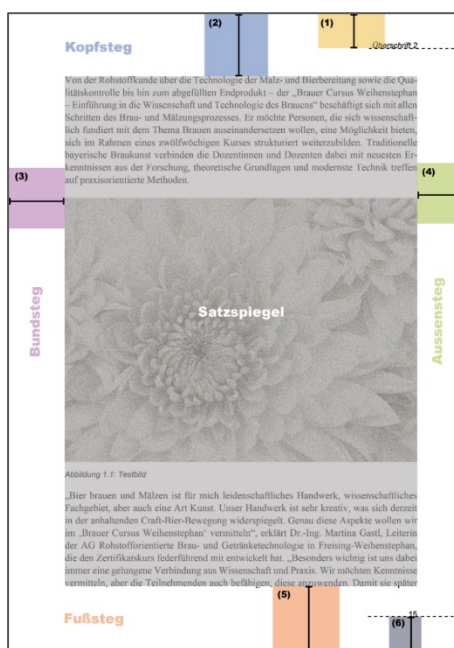 (2)
(1)
Kopfsteg
Überschrift 2
Von der Rohstoffkunde über die Technologie der Malz- und Bierbereitung sowie die Qua-
litätskontrolle bis hin zum abgefüllten Endprodukt – der „Brauer Cursus Weihenstephan
– Einführung in die Wissenschaft und Technologie des Brauens“ beschäftigt sich mit allen
Schritten des Brau- und Mälzungsprozesses. Er möchte Personen, die sich wissenschaft-
lich fundiert mit dem Thema Brauen auseinandersetzen wollen, eine Möglichkeit bieten,
sich im Rahmen eines zwölfwöchigen Kurses strukturiert weiterzubilden. Traditionelle
bayerische Braukunst verbinden die Dozentinnen und Dozenten dabei mit neuesten Er-
kenntnissen aus der Forschung, theoretische Grundlagen und modernste Technik treffen
auf praxisorientierte Methoden.
(3)
(4)
Bundsteg
Satzspiegel
Aussensteg
Abbildung 1.1: Testbild
„Bier brauen und Mälzen ist für mich leidenschaftliches Handwerk, wissenschaftliches
Fachgebiet, aber auch eine Art Kunst. Unser Handwerk ist sehr kreativ, was sich derzeit
in der anhaltenden Craft-Bier-Bewegung widerspiegelt. Genau diese Aspekte wollen wir
im ‚Brauer Cursus Weihenstephan‘ vermitteln“, erklärt Dr.-Ing. Martina Gastl, Leiterin
der AG Rohstofforientierte Brau- und Getränketechnologie in Freising-Weihenstephan,
die den Zertifikatskurs federführend mit entwickelt hat. „Besonders wichtig ist uns dabei
immer eine gelungene Verbindung aus Wissenschaft und Praxis. Wir möchten Kenntnisse
vermitteln, aber die Teilnehmenden auch befähigen, diese anzuwenden. Damit sie später
(5)
Fußsteg
15
(6)